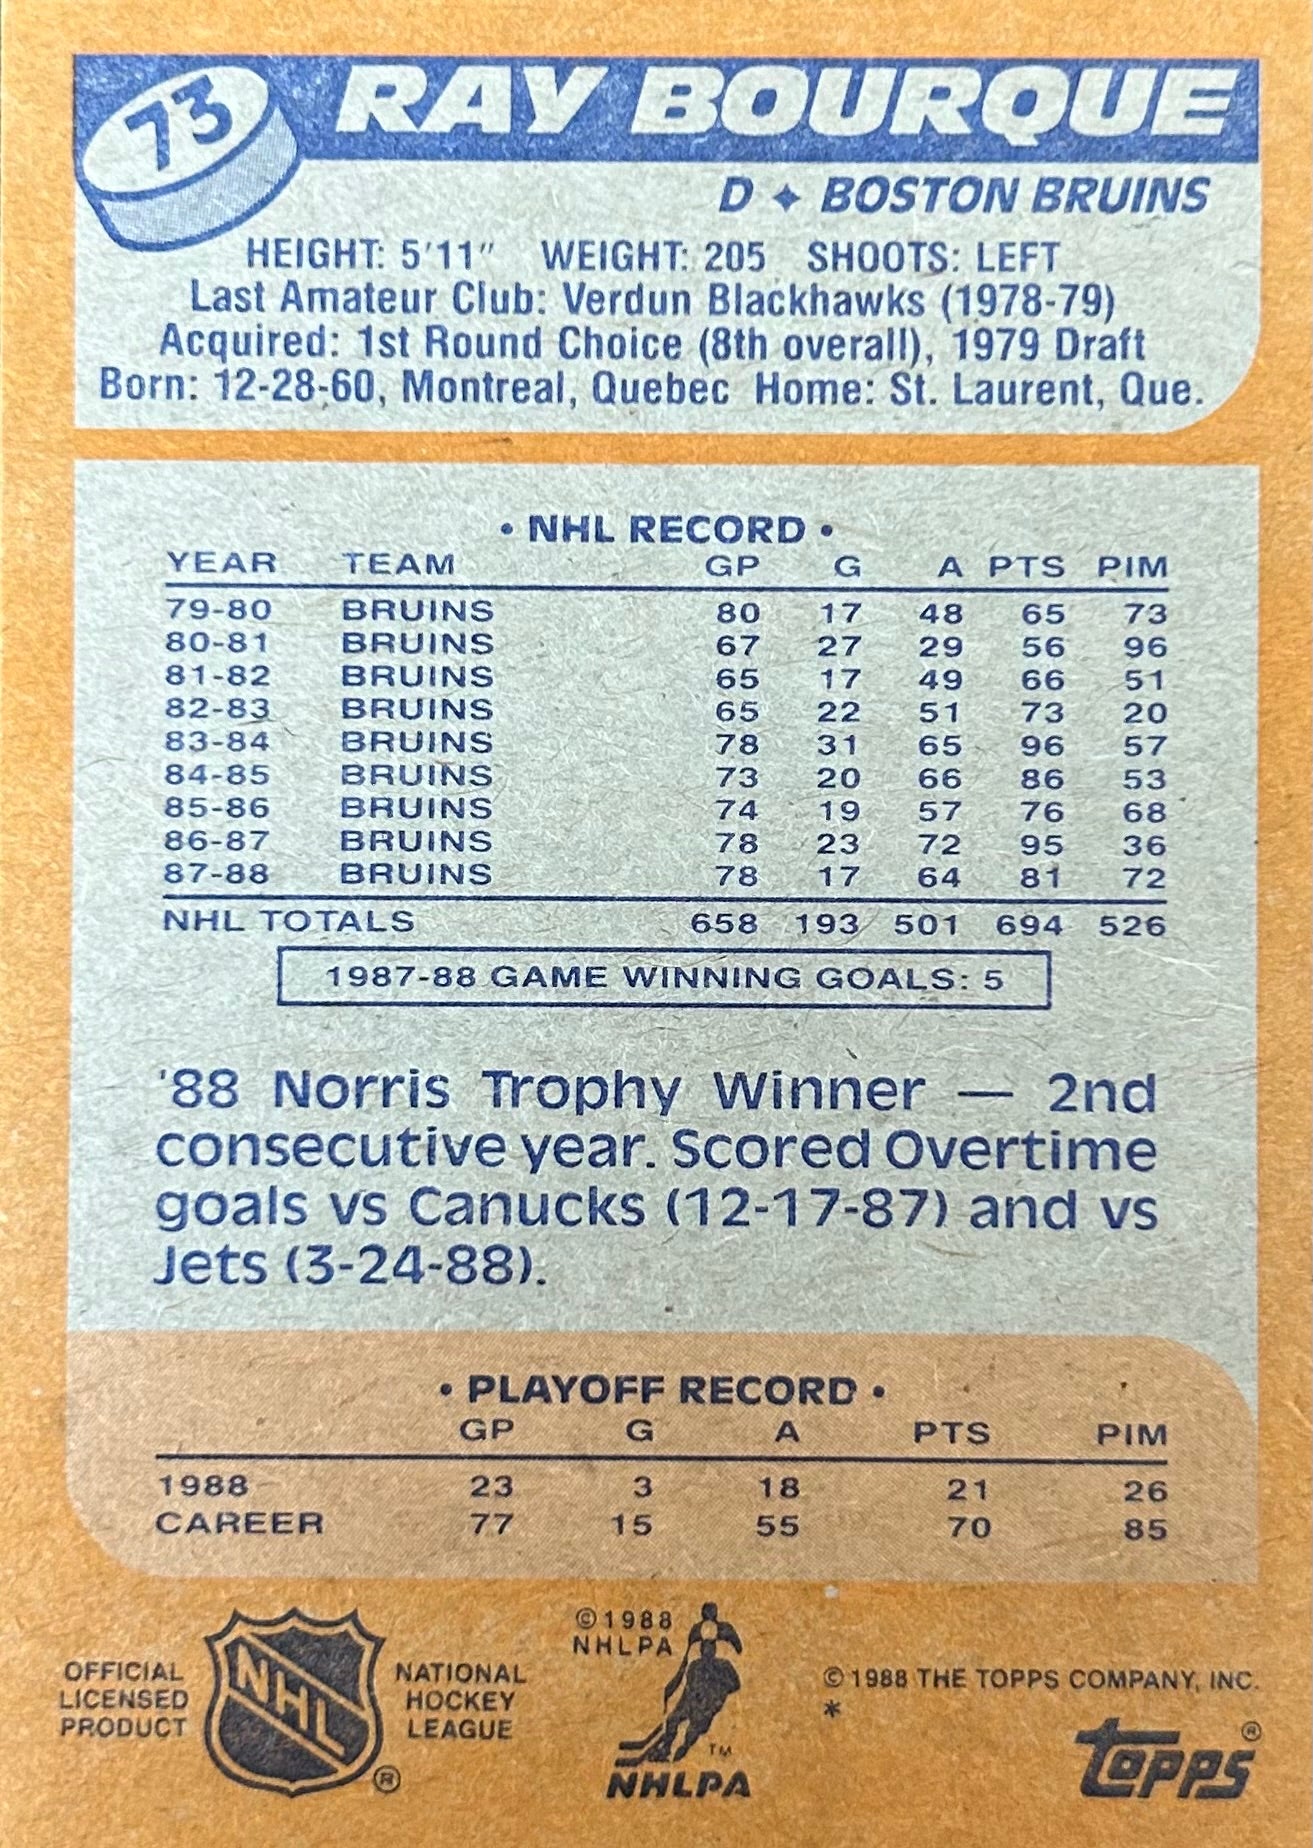 73
RAY BOURQUE
D ✦ BOSTON BRUINS
HEIGHT: 5'11" WEIGHT: 205 SHOOTS: LEFT
Last Amateur Club: Verdun Blackhawks (1978-79)
Acquired: 1st Round Choice (8th overall), 1979 Draft
Born: 12-28-60, Montreal, Quebec Home: St. Laurent, Que.
• NHL RECORD •
YEAR TEAM GP G A PTS PIM
79-80 BRUINS 80 17 48 65 73
80-81 BRUINS 67 27 29 56 96
81-82 BRUINS 65 17 49 66 51
82-83 BRUINS 65 22 51 73 20
83-84 BRUINS 78 31 65 96 57
84-85 BRUINS 73 20 66 86 53
85-86 BRUINS 74 19 57 76 68
86-87 BRUINS 78 23 72 95 36
87-88 BRUINS 78 17 64 81 72
NHL TOTALS 658 193 501 694 526
1987-88 GAME WINNING GOALS: 5
'88 Norris Trophy Winner — 2nd
consecutive year. Scored Overtime
goals vs Canucks (12-17-87) and vs
Jets (3-24-88).
• PLAYOFF RECORD •
GP G A PTS PIM
1988 23 3 18 21 26
CAREER 77 15 55 70 85
OFFICIAL
LICENSED
PRODUCT
NHL
®
NATIONAL
HOCKEY
LEAGUE
©1988
NHLPA
TM
NHLPA
©1988 THE TOPPS COMPANY, INC.
*
topps®